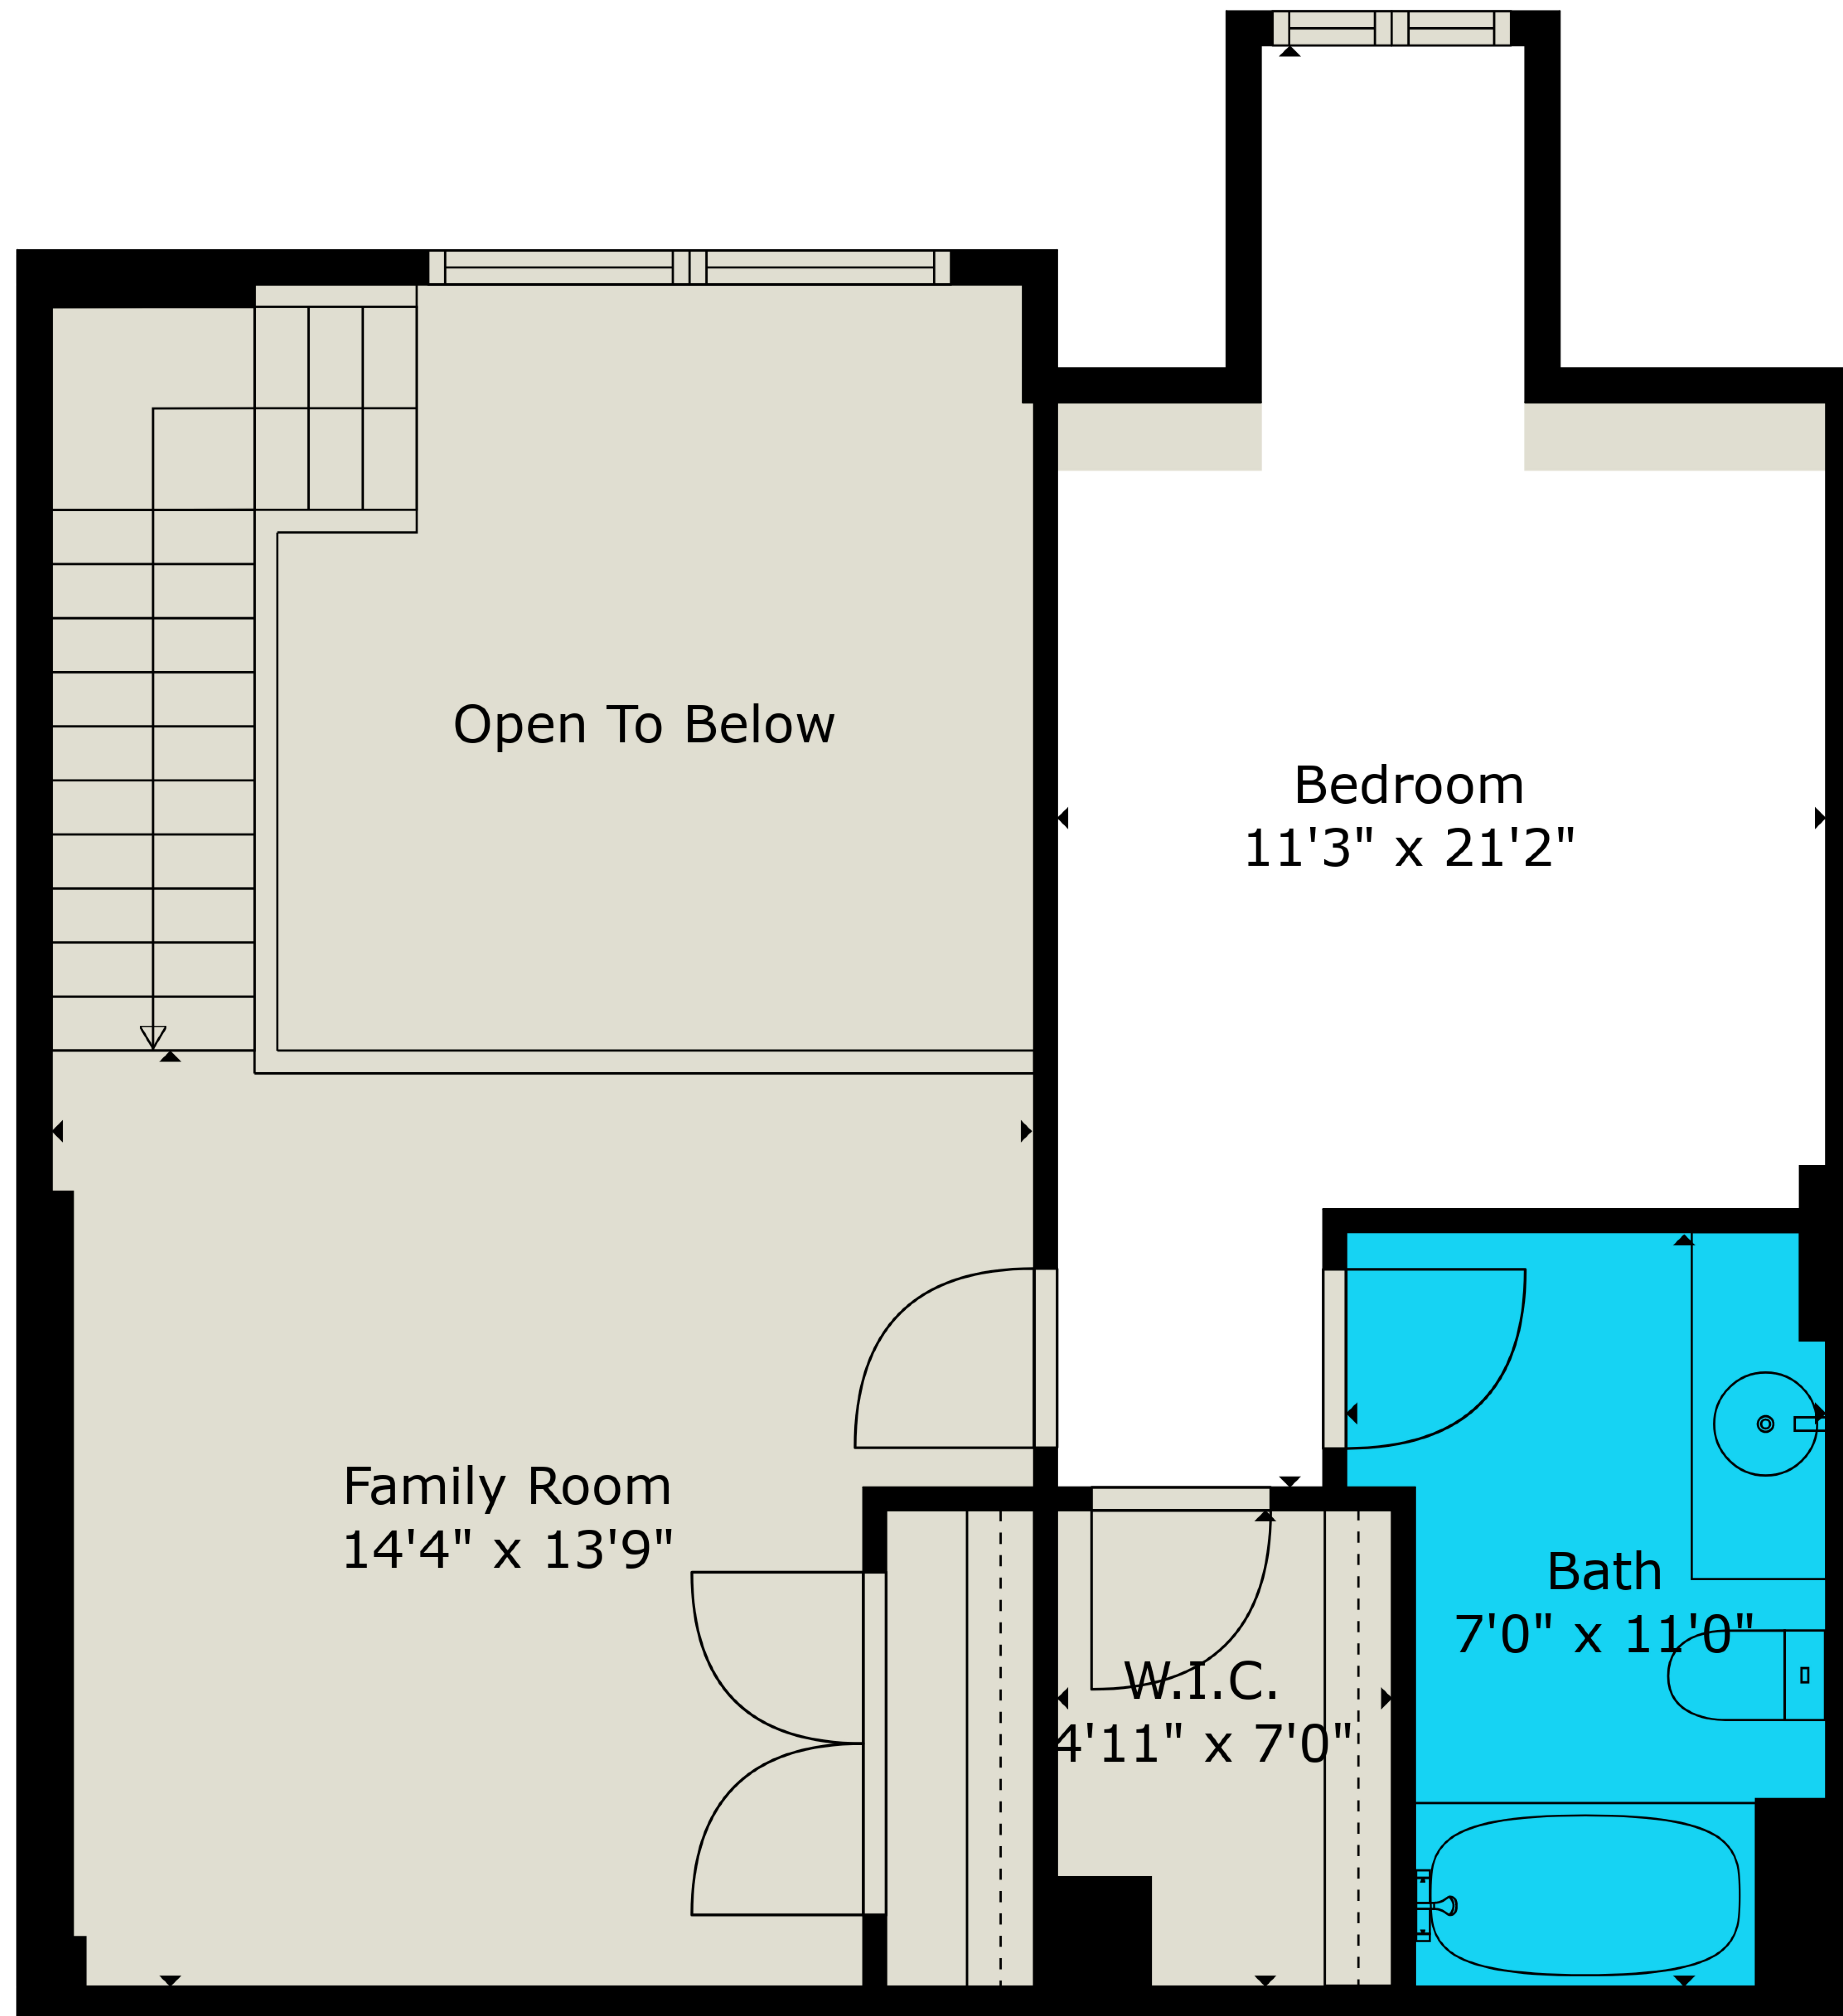 Open To Below
Bedroom
11'3" x 21'2"
Family Room
14'4" x 13'9"
Bath
7'0" x 11'0"
W.I.C.
4'11" x 7'0"